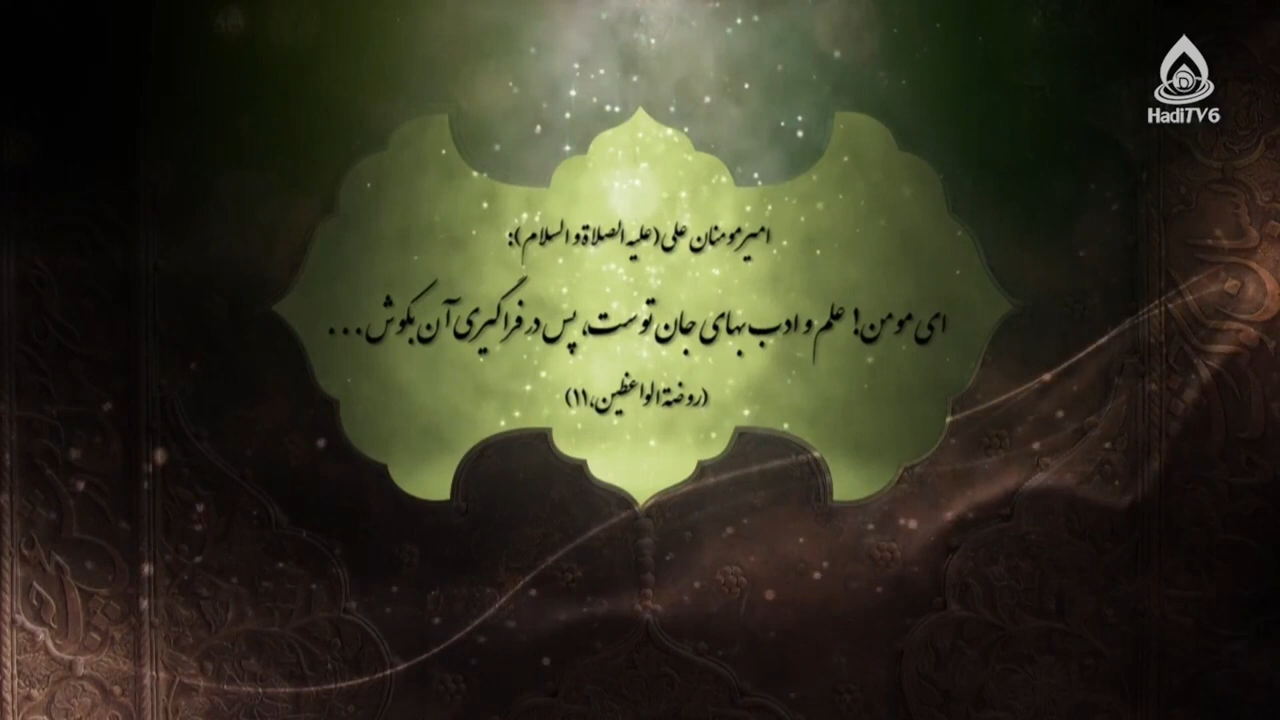 HadiTV6
امیرمومنان علی(علیه الصلاة و السلام):
ای مومن! علم و ادب بهای جان توست، پس در فراگیری آن بکوش...
(روضة الواعظین،۱۱)